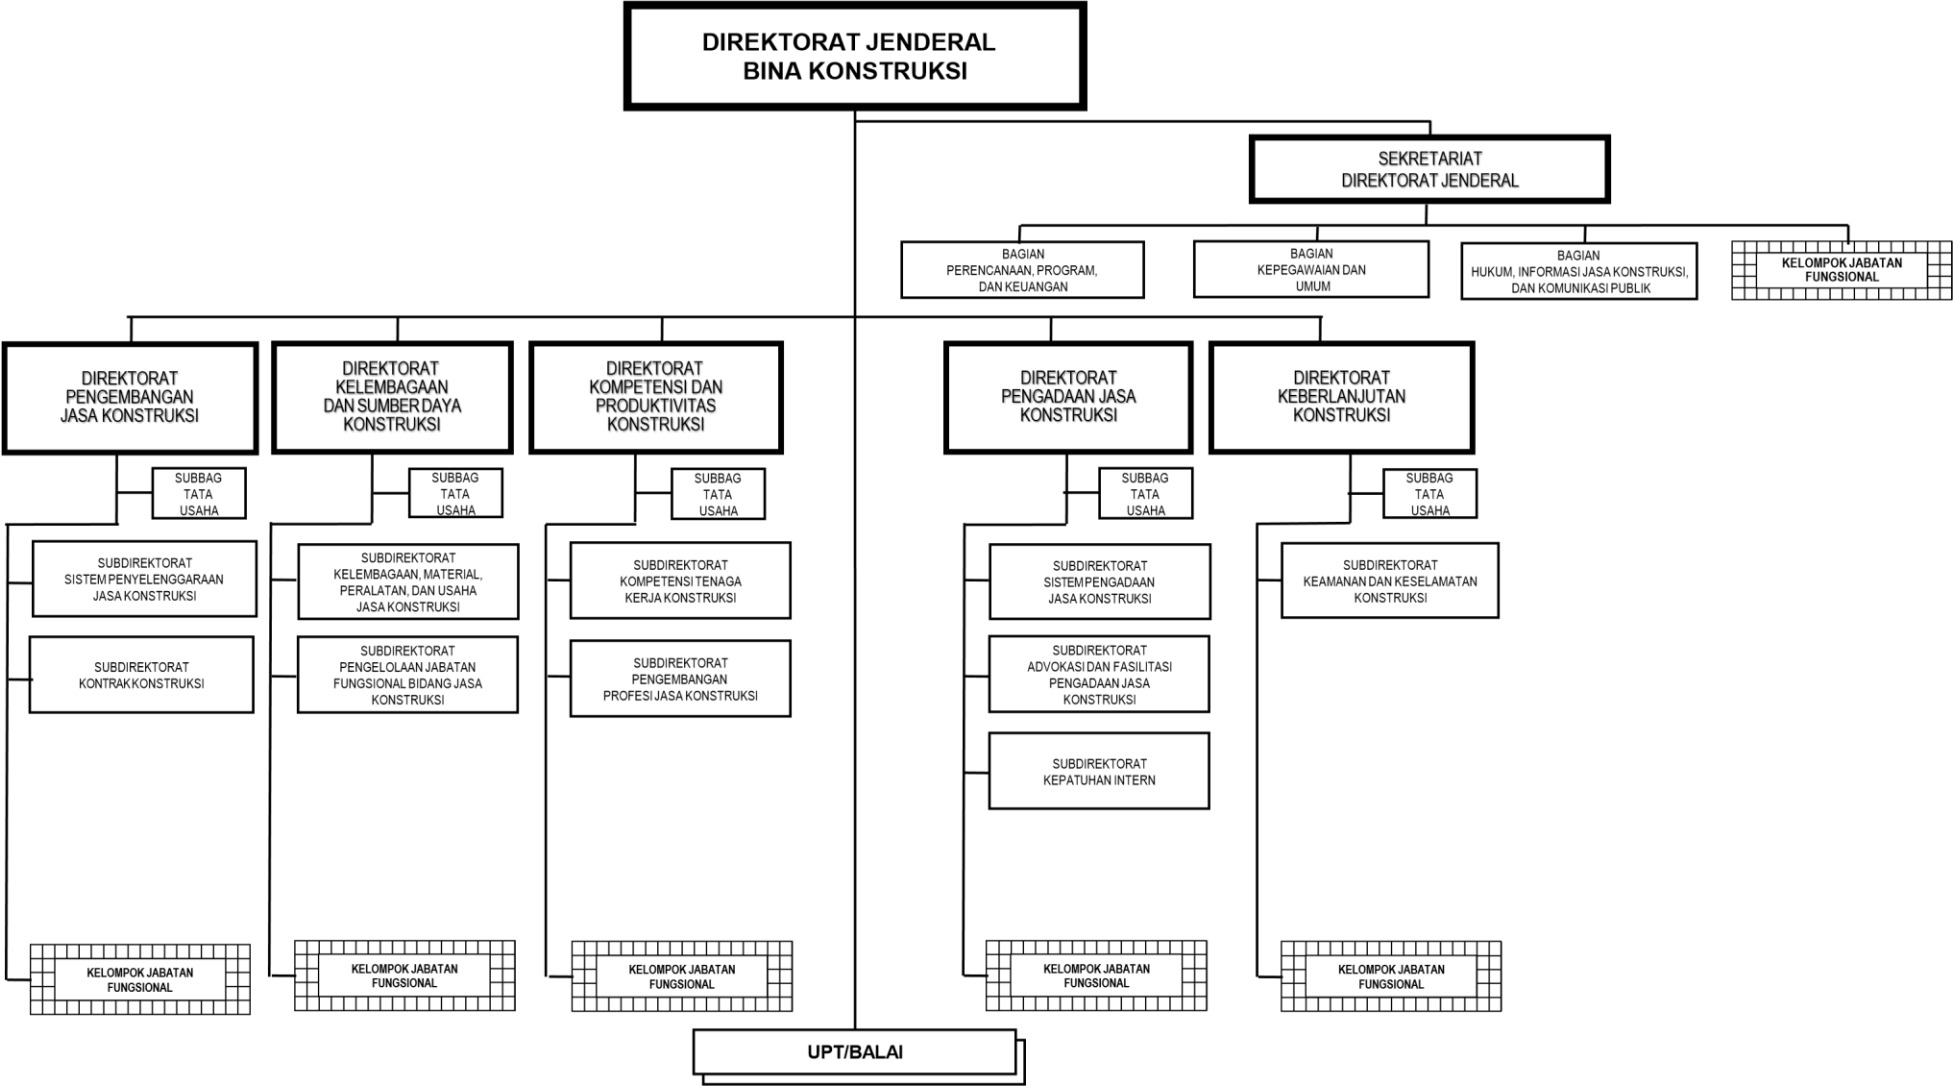 DIREKTORAT JENDERAL
BINA KONSTRUKSI
SEKRETARIAT
DIREKTORAT JENDERAL
BAGIAN
PERENCANAAN, PROGRAM,
DAN KEUANGAN
BAGIAN
KEPEGAWAIAN DAN
UMUM
BAGIAN
HUKUM, INFORMASI JASA KONSTRUKSI,
DAN KOMUNIKASI PUBLIK
KELOMPOK JABATAN
FUNGSIONAL
DIREKTORAT
PENGEMBANGAN
JASA KONSTRUKSI
DIREKTORAT
KELEMBAGAAN
DAN SUMBER DAYA
KONSTRUKSI
DIREKTORAT
KOMPETENSI DAN
PRODUKTIVITAS
KONSTRUKSI
DIREKTORAT
PENGADAAN JASA
KONSTRUKSI
DIREKTORAT
KEBERLANJUTAN
KONSTRUKSI
SUBBAG
TATA
USAHA
SUBBAG
TATA
USAHA
SUBBAG
TATA
USAHA
SUBBAG
TATA
USAHA
SUBBAG
TATA
USAHA
SUBDIREKTORAT
SISTEM PENYELENGGARAAN
JASA KONSTRUKSI
SUBDIREKTORAT
KELEMBAGAAN, MATERIAL,
PERALATAN, DAN USAHA
JASA KONSTRUKSI
SUBDIREKTORAT
KOMPETENSI TENAGA
KERJA KONSTRUKSI
SUBDIREKTORAT
SISTEM PENGADAAN
JASA KONSTRUKSI
SUBDIREKTORAT
KEAMANAN DAN KESELAMATAN
KONSTRUKSI
SUBDIREKTORAT
KONTRAK KONSTRUKSI
SUBDIREKTORAT
PENGELOLAAN JABATAN
FUNGSIONAL BIDANG JASA
KONSTRUKSI
SUBDIREKTORAT
PENGEMBANGAN
PROFESI JASA KONSTRUKSI
SUBDIREKTORAT
ADVOKASI DAN FASILITASI
PENGADAAN JASA
KONSTRUKSI
SUBDIREKTORAT
KEPATUHAN INTERN
KELOMPOK JABATAN
FUNGSIONAL
KELOMPOK JABATAN
FUNGSIONAL
KELOMPOK JABATAN
FUNGSIONAL
KELOMPOK JABATAN
FUNGSIONAL
KELOMPOK JABATAN
FUNGSIONAL
UPT/BALAI